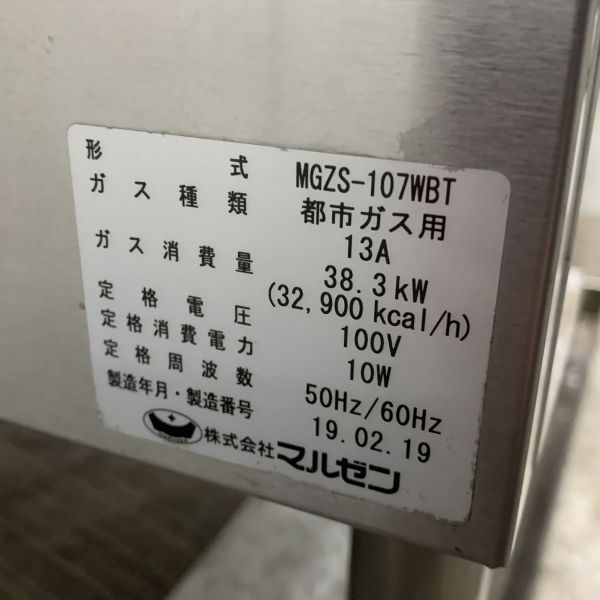 形式 MGZS-107WBT
ガス種類 都市ガス用
13A
ガス消費量 38.3kW
(32,900 kcal/h)
定格電圧 100V
定格消費電力 10W
定格周波数 50Hz/60Hz
製造年月・製造番号 19.02.19
株式会社マルゼン